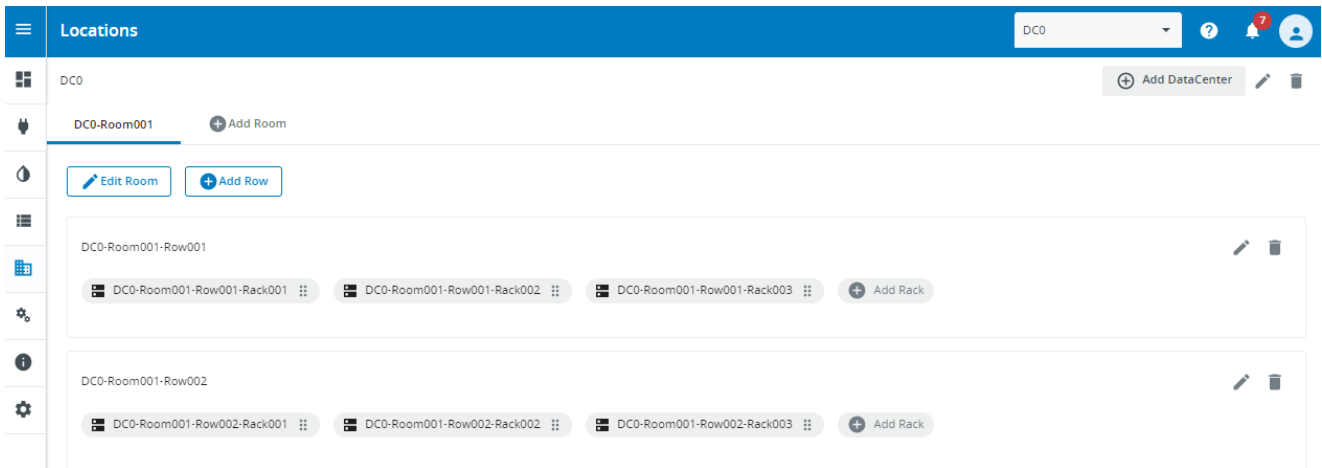 Locations DC0 7
DC0 Add DataCenter
DC0-Room001 Add Room
Edit Room Add Row
DC0-Room001-Row001
DC0-Room001-Row001-Rack001 DC0-Room001-Row001-Rack002 DC0-Room001-Row001-Rack003 Add Rack
DC0-Room001-Row002
DC0-Room001-Row002-Rack001 DC0-Room001-Row002-Rack002 DC0-Room001-Row002-Rack003 Add Rack